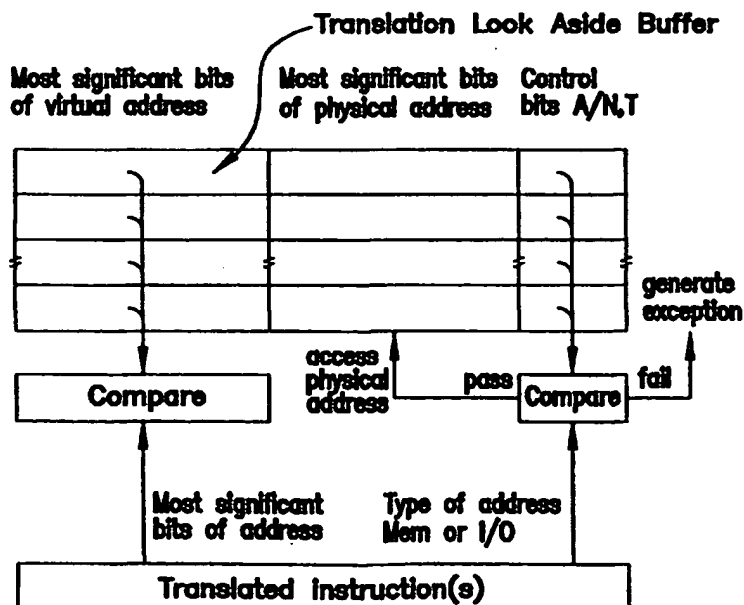 Translation Look Aside Buffer
Most significant bits
of virtual address
Most significant bits
of physical address
Control
bits A/N,T
generate
exception
access
physical
address
pass
fail
Compare
Compare
Most significant
bits of address
Type of address
Mem or I/O
Translated instruction(s)